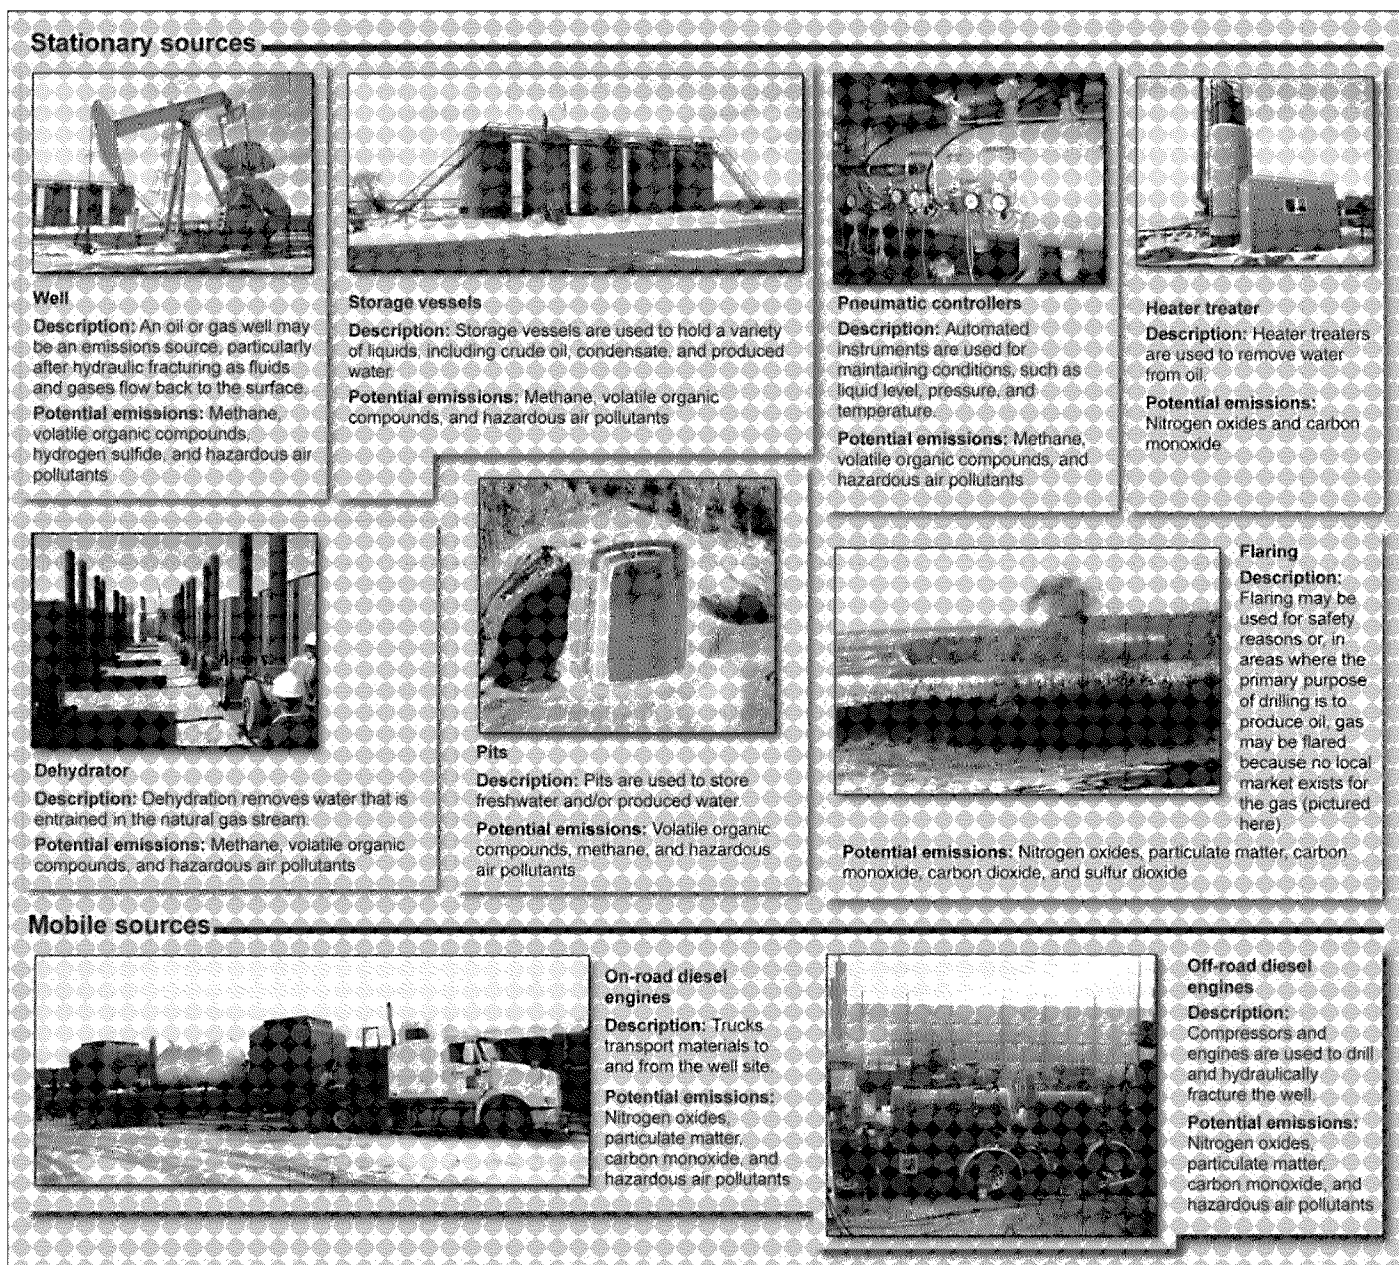 Stationary sources
Well
Description: An oil or gas well may
be an emissions source, particularly
after hydraulic fracturing as fluids
and gases flow back to the surface.
Potential emissions: Methane,
volatile organic compounds,
hydrogen sulfide, and hazardous air
pollutants
Storage vessels
Description: Storage vessels are used to hold a variety
of liquids, including crude oil, condensate, and produced
water.
Potential emissions: Methane, volatile organic
compounds, and hazardous air pollutants
Pneumatic controllers
Description: Automated
instruments are used for
maintaining conditions, such as
liquid level, pressure, and
temperature.
Potential emissions: Methane,
volatile organic compounds, and
hazardous air pollutants
Heater treater
Description: Heater treaters
are used to remove water
from oil.
Potential emissions:
Nitrogen oxides and carbon
monoxide
Dehydrator
Description: Dehydration removes water that is
entrained in the natural gas stream.
Potential emissions: Methane, volatile organic
compounds, and hazardous air pollutants
Pits
Description: Pits are used to store
freshwater and/or produced water.
Potential emissions: Volatile organic
compounds, methane, and hazardous
air pollutants
Flaring
Description:
Flaring may be
used for safety
reasons or, in
areas where the
primary purpose
of drilling is to
produce oil, gas
may be flared
because no local
market exists for
the gas (pictured
here).
Potential emissions: Nitrogen oxides, particulate matter, carbon
monoxide, carbon dioxide, and sulfur dioxide
Mobile sources
On-road diesel
engines
Description: Trucks
transport materials to
and from the well site.
Potential emissions:
Nitrogen oxides,
particulate matter,
carbon monoxide, and
hazardous air pollutants
Off-road diesel
engines
Description:
Compressors and
engines are used to drill
and hydraulically
fracture the well.
Potential emissions:
Nitrogen oxides,
particulate matter,
carbon monoxide, and
hazardous air pollutants